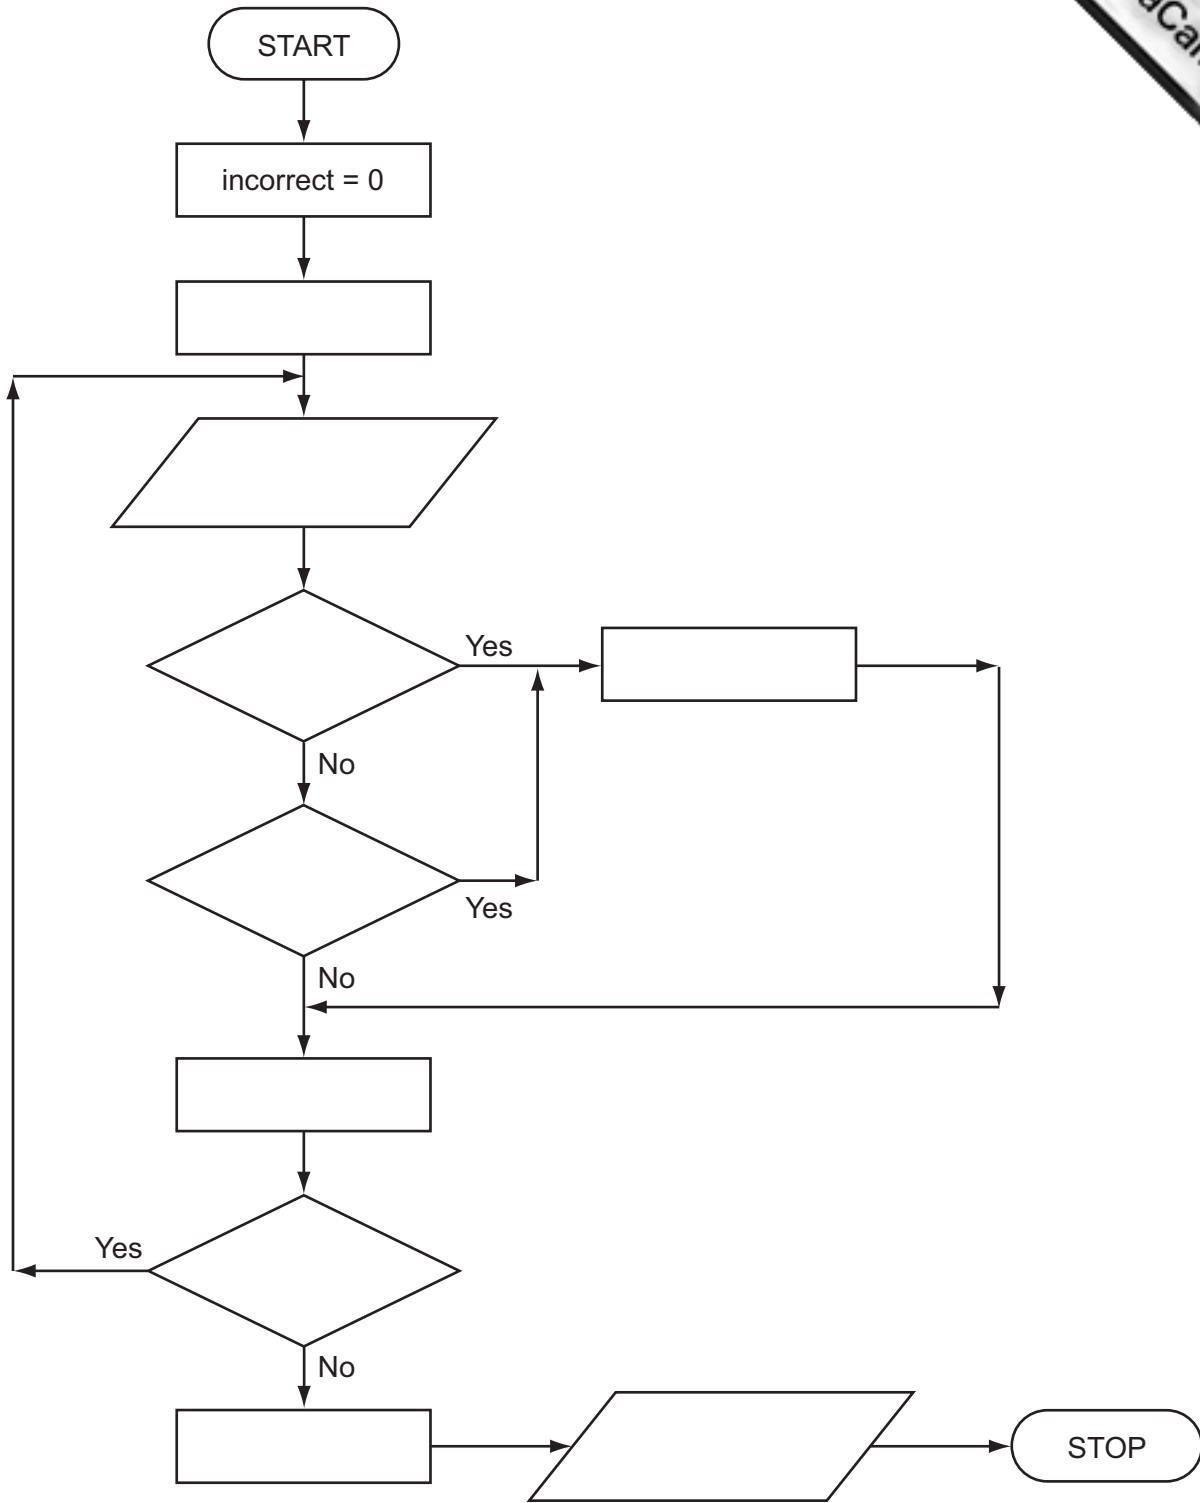 START
incorrect = 0
Yes
No
Yes
No
Yes
No
STOP